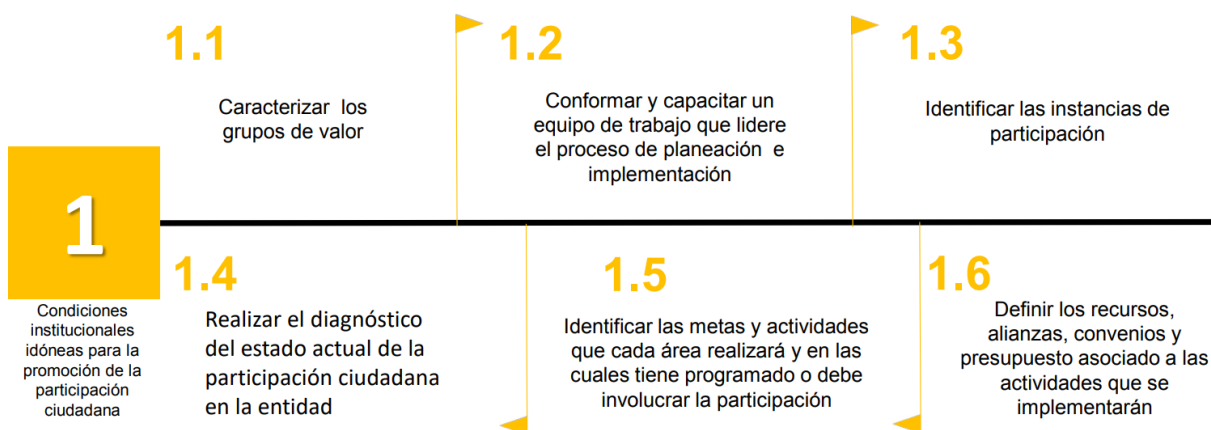 1
Condiciones
institucionales
idóneas para la
promoción de la
participación
ciudadana
1.1
Caracterizar los
grupos de valor
1.2
Conformar y capacitar un
equipo de trabajo que lidere
el proceso de planeación e
implementación
1.3
Identificar las instancias de
participación
1.4
Realizar el diagnóstico
del estado actual de la
participación ciudadana
en la entidad
1.5
Identificar las metas y actividades
que cada área realizará y en las
cuales tiene programado o debe
involucrar la participación
1.6
Definir los recursos,
alianzas, convenios y
presupuesto asociado a las
actividades que se
implementarán